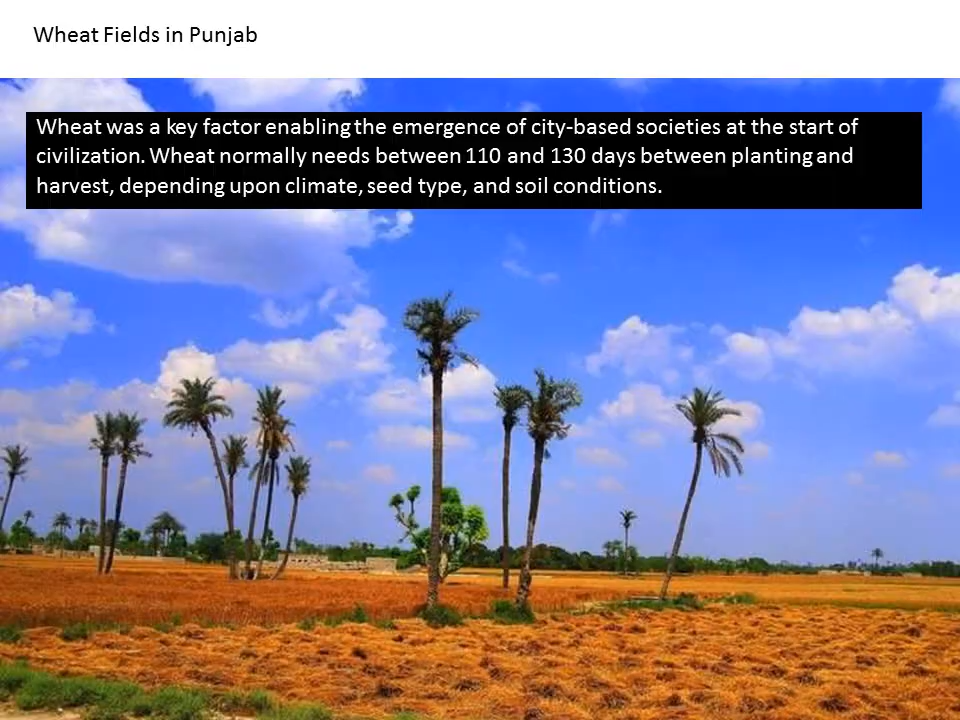 Wheat Fields in Punjab
Wheat was a key factor enabling the emergence of city-based societies at the start of
civilization. Wheat normally needs between 110 and 130 days between planting and
harvest, depending upon climate, seed type, and soil conditions.